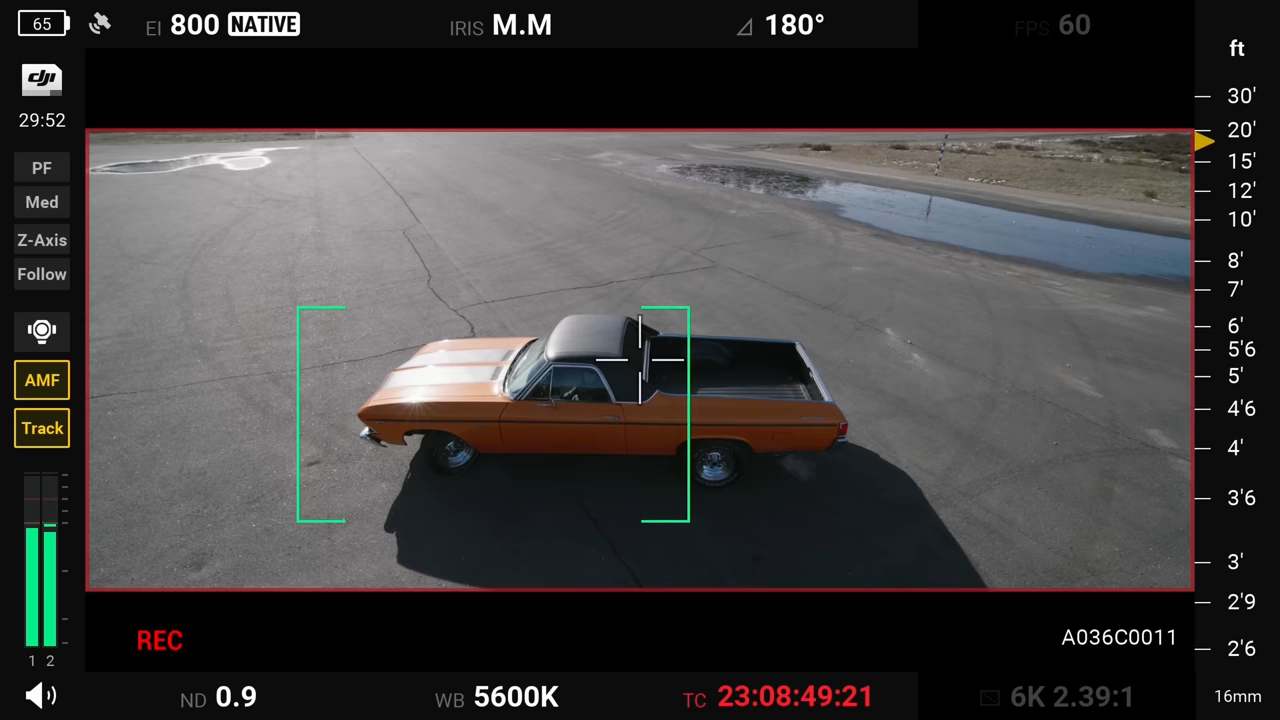 65
EI 800 NATIVE
IRIS M.M
180°
FPS 60
dji
29:52
PF
Med
Z-Axis
Follow
AMF
Track
1 2
ft
30'
20'
15'
12'
10'
8'
7'
6'
5'6
5'
4'6
4'
3'6
3'
2'9
2'6
16mm
REC
A036C0011
ND 0.9
WB 5600K
TC 23:08:49:21
6K 2.39:1